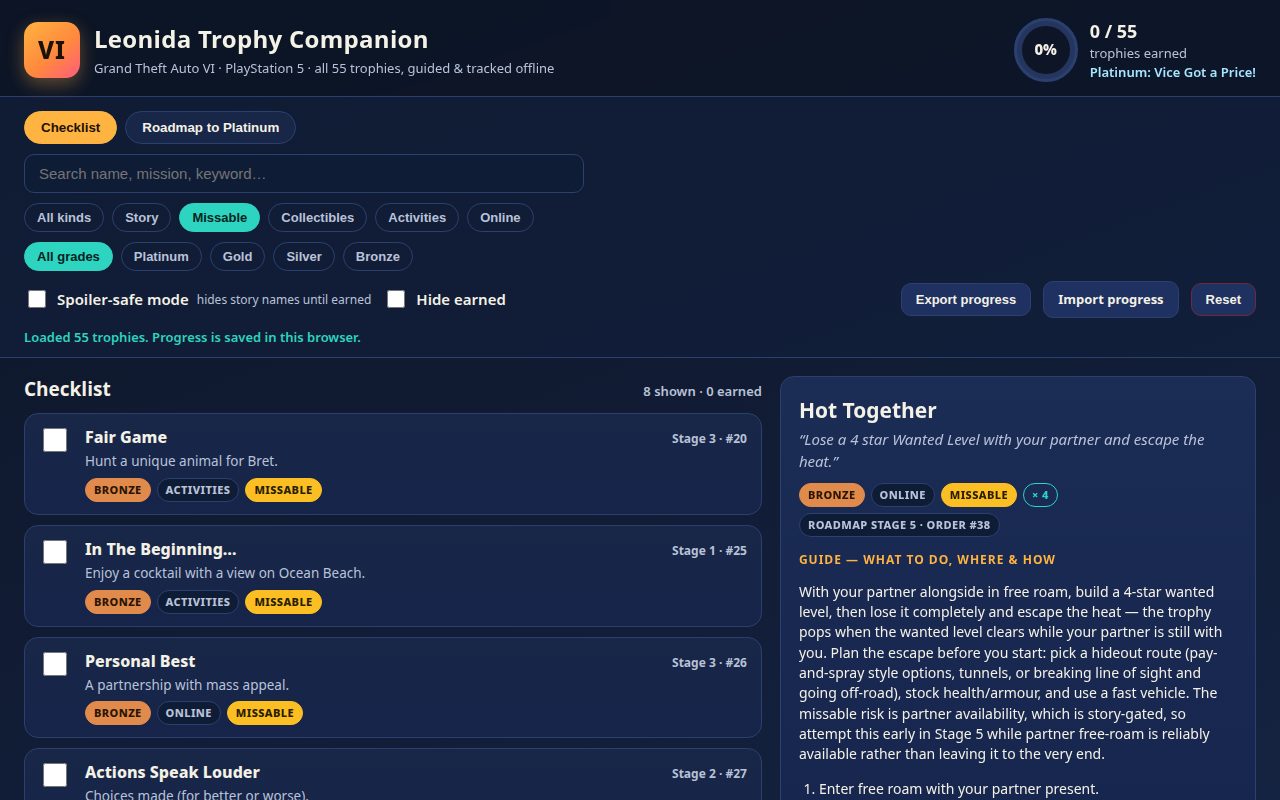 VI
Leonida Trophy Companion
Grand Theft Auto VI · PlayStation 5 · all 55 trophies, guided & tracked offline
0%
0 / 55
trophies earned
Platinum: Vice Got a Price!
Checklist
Roadmap to Platinum
Search name, mission, keyword…
All kinds
Story
Missable
Collectibles
Activities
Online
All grades
Platinum
Gold
Silver
Bronze
Spoiler-safe mode hides story names until earned
Hide earned
Export progress
Import progress
Reset
Loaded 55 trophies. Progress is saved in this browser.
Checklist
8 shown · 0 earned
Fair Game
Stage 3 · #20
Hunt a unique animal for Bret.
BRONZE
ACTIVITIES
MISSABLE
In The Beginning…
Stage 1 · #25
Enjoy a cocktail with a view on Ocean Beach.
BRONZE
ACTIVITIES
MISSABLE
Personal Best
Stage 3 · #26
A partnership with mass appeal.
BRONZE
ONLINE
MISSABLE
Actions Speak Louder
Stage 2 · #27
Choices made (for better or worse).
Hot Together
“Lose a 4 star Wanted Level with your partner and escape the
heat.”
BRONZE
ONLINE
MISSABLE
× 4
ROADMAP STAGE 5 · ORDER #38
GUIDE — WHAT TO DO, WHERE & HOW
With your partner alongside in free roam, build a 4-star wanted
level, then lose it completely and escape the heat — the trophy
pops when the wanted level clears while your partner is still with
you. Plan the escape before you start: pick a hideout route (pay-
and-spray style options, tunnels, or breaking line of sight and
going off-road), stock health/armour, and use a fast vehicle. The
missable risk is partner availability, which is story-gated, so
attempt this early in Stage 5 while partner free-roam is reliably
available rather than leaving it to the very end.
1. Enter free roam with your partner present.